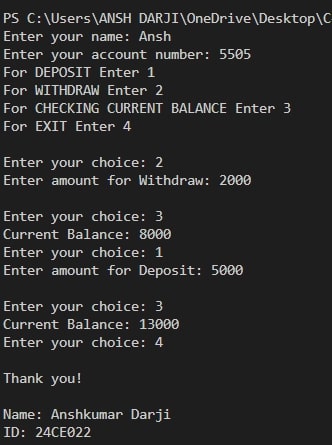 PS C:\Users\ANSH DARJI\OneDrive\Desktop\C
Enter your name: Ansh
Enter your account number: 5505
For DEPOSIT Enter 1
For WITHDRAW Enter 2
For CHECKING CURRENT BALANCE Enter 3
For EXIT Enter 4
Enter your choice: 2
Enter amount for Withdraw: 2000
Enter your choice: 3
Current Balance: 8000
Enter your choice: 1
Enter amount for Deposit: 5000
Enter your choice: 3
Current Balance: 13000
Enter your choice: 4
Thank you!
Name: Anshkumar Darji
ID: 24CE022